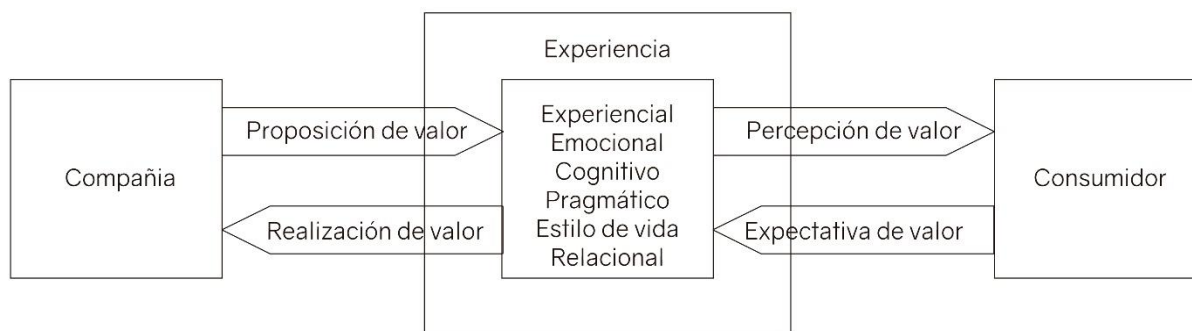 Experiencia
Compañia
Proposición de valor
Realización de valor
Experiencial
Emocional
Cognitivo
Pragmático
Estilo de vida
Relacional
Percepción de valor
Expectativa de valor
Consumidor